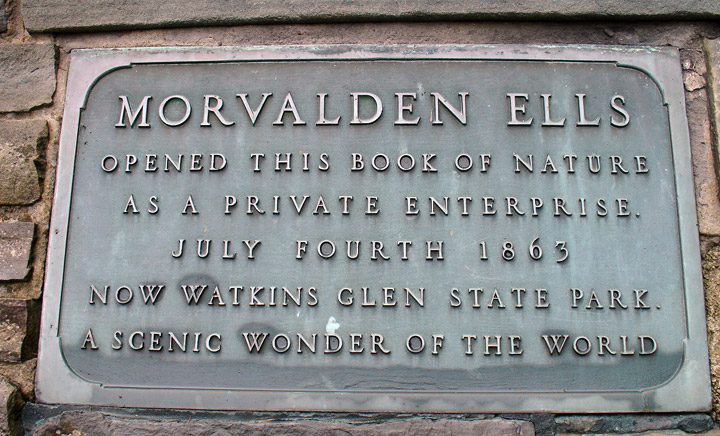 MORVALDEN ELLS
OPENED THIS BOOK OF NATURE
AS A PRIVATE ENTERPRISE.
JULY FOURTH 1863
NOW WATKINS GLEN STATE PARK.
A SCENIC WONDER OF THE WORLD